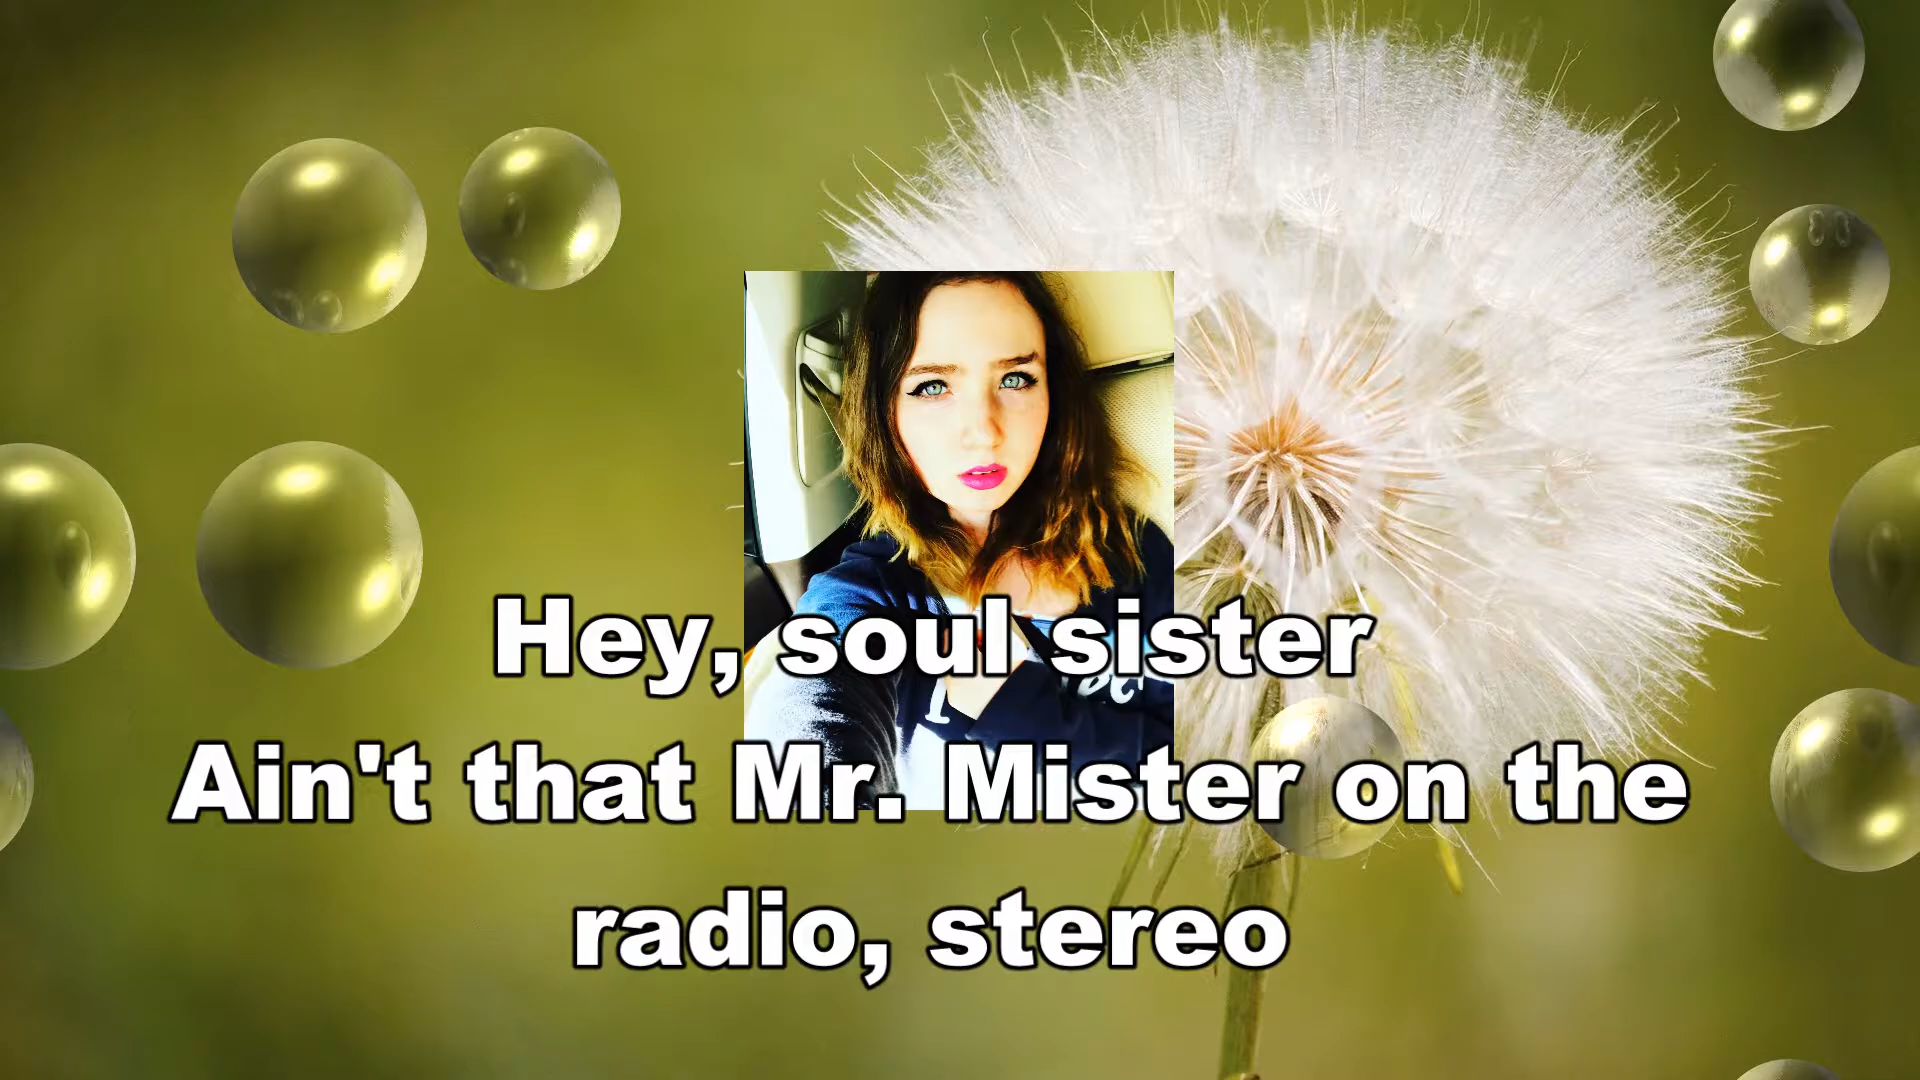 Hey, soul sister
Ain't that Mr. Mister on the
radio, stereo